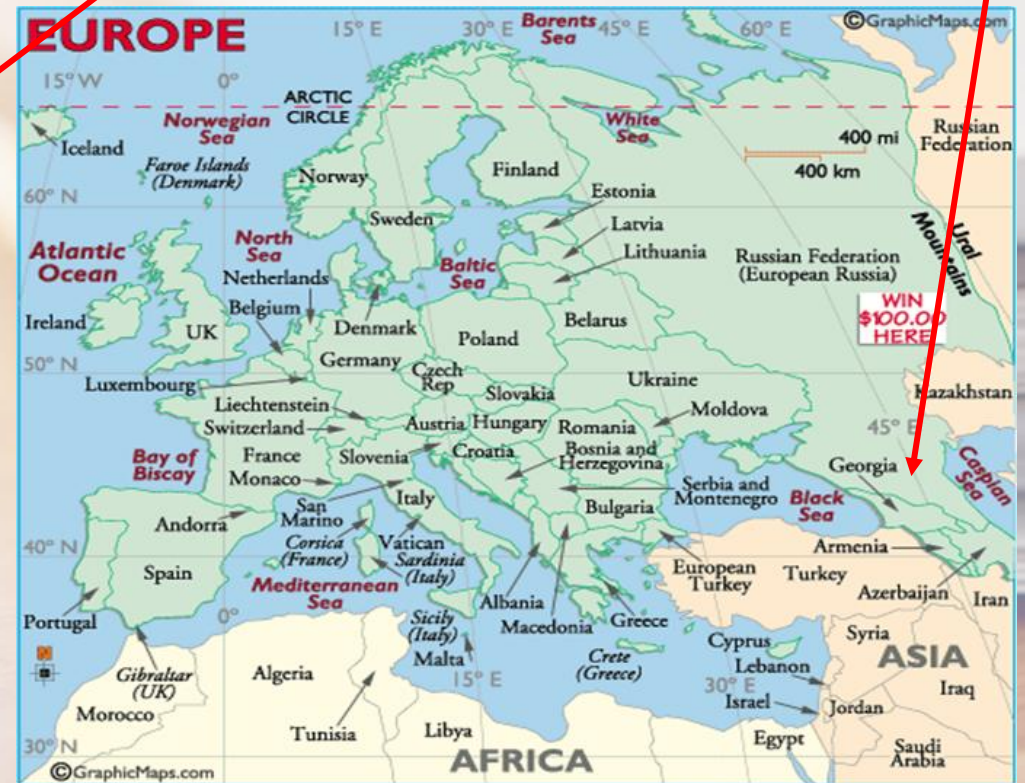 EUROPE
Barents
Sea
©GraphicMaps.com
15° W
0°
15° E
30° E
45° E
60° E
ARCTIC
CIRCLE
Norwegian
Sea
White
Sea
400 mi
400 km
Russian
Federation
Iceland
Faroe Islands
(Denmark)
Norway
Finland
60° N
Sweden
Estonia
Latvia
Lithuania
Atlantic
Ocean
North
Sea
Baltic
Sea
Russian Federation
(European Russia)
Ural
Mountains
Netherlands
Belgium
WIN
$100.00
HERE
Ireland
UK
Denmark
Germany
Poland
Belarus
50° N
Luxembourg
Czech
Rep
Slovakia
Ukraine
Kazakhstan
Liechtenstein
Switzerland
Austria
Hungary
Romania
Moldova
45° E
Bay of
Biscay
France
Monaco
Slovenia
Croatia
Bosnia and
Herzegovina
Georgia
Caspian
Sea
San
Marino
Italy
Serbia and
Montenegro
Black
Sea
Andorra
Bulgaria
40° N
Corsica
(France)
Vatican
Sardinia
(Italy)
Armenia
Spain
Mediterranean
Sea
European
Turkey
Turkey
Azerbaijan
Iran
Portugal
0°
Albania
Macedonia
Greece
Sicily
(Italy)
Malta
Crete
(Greece)
Cyprus
Lebanon
Syria
ASIA
Gibraltar
(UK)
Algeria
15° E
30° E
Israel
Jordan
Iraq
Morocco
Tunisia
Libya
Egypt
Saudi
Arabia
30° N
AFRICA
©GraphicMaps.com